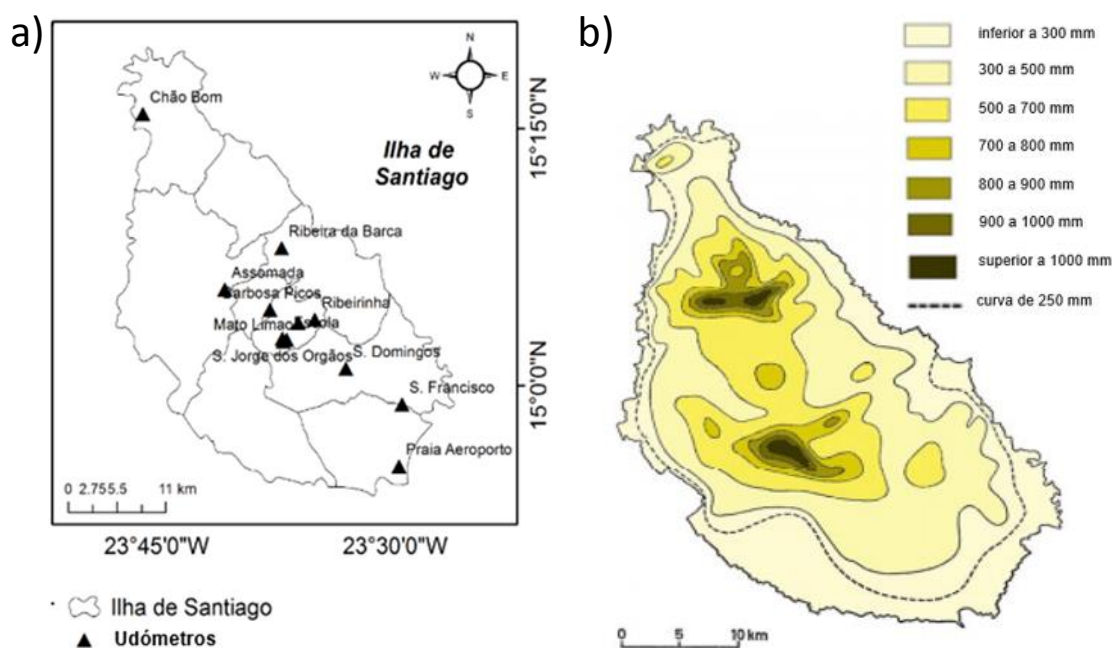 a)
N
W E
S
Chão Bom
Ilha de
Santiago
15°15'0"N
Ribeira da Barca
Assomada
Barbosa Picos
Ribeirinha
Mato Limão
S. Jorge dos Orgãos
S. Domingos
S. Francisco
15°0'0"N
Praia Aeroporto
0 2.755.5 11 km
23°45'0"W 23°30'0"W
Ilha de Santiago
Udómetros
b)
inferior a 300 mm
300 a 500 mm
500 a 700 mm
700 a 800 mm
800 a 900 mm
900 a 1000 mm
superior a 1000 mm
curva de 250 mm
0 5 10 km